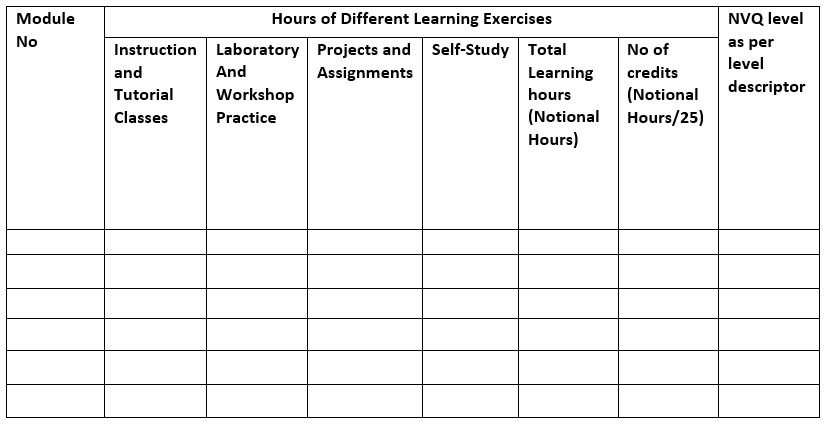 Module
No
Hours of Different Learning Exercises
NVQ level
as per
level
descriptor
Instruction
and
Tutorial
Classes
Laboratory
And
Workshop
Practice
Projects and
Assignments
Self-Study
Total
Learning
hours
(Notional
Hours)
No of
credits
(Notional
Hours/25)